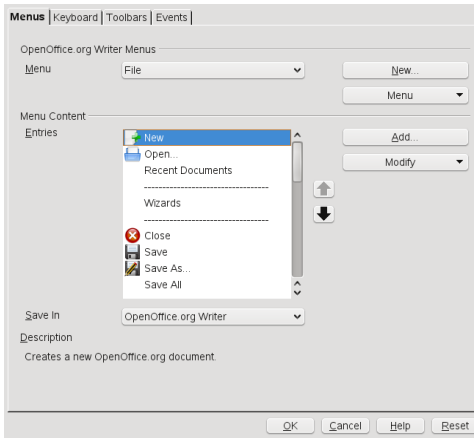 Menus Keyboard Toolbars Events
OpenOffice.org Writer Menus
Menu File New...
Menu
Menu Content
Entries New Add...
Open...
Modify
Recent Documents
--------------------------------
Wizards
--------------------------------
Close
Save
Save As...
Save All
Save In OpenOffice.org Writer
Description
Creates a new OpenOffice.org document.
OK Cancel Help Reset